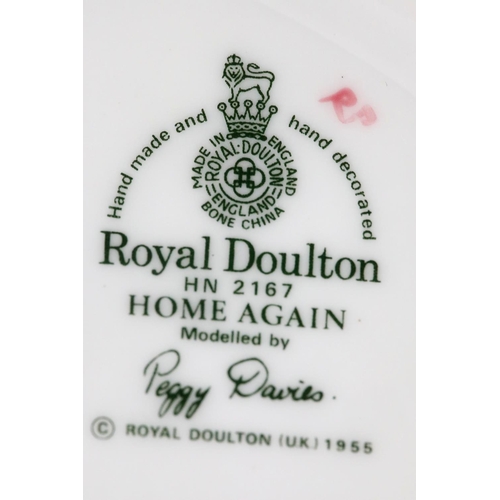 Hand made and hand decorated
MADE IN ENGLAND
ROYAL·DOULTON
ENGLAND
BONE CHINA
Royal Doulton
HN 2167
HOME AGAIN
Modelled by
Peggy Davies.
© ROYAL DOULTON (UK) 1955